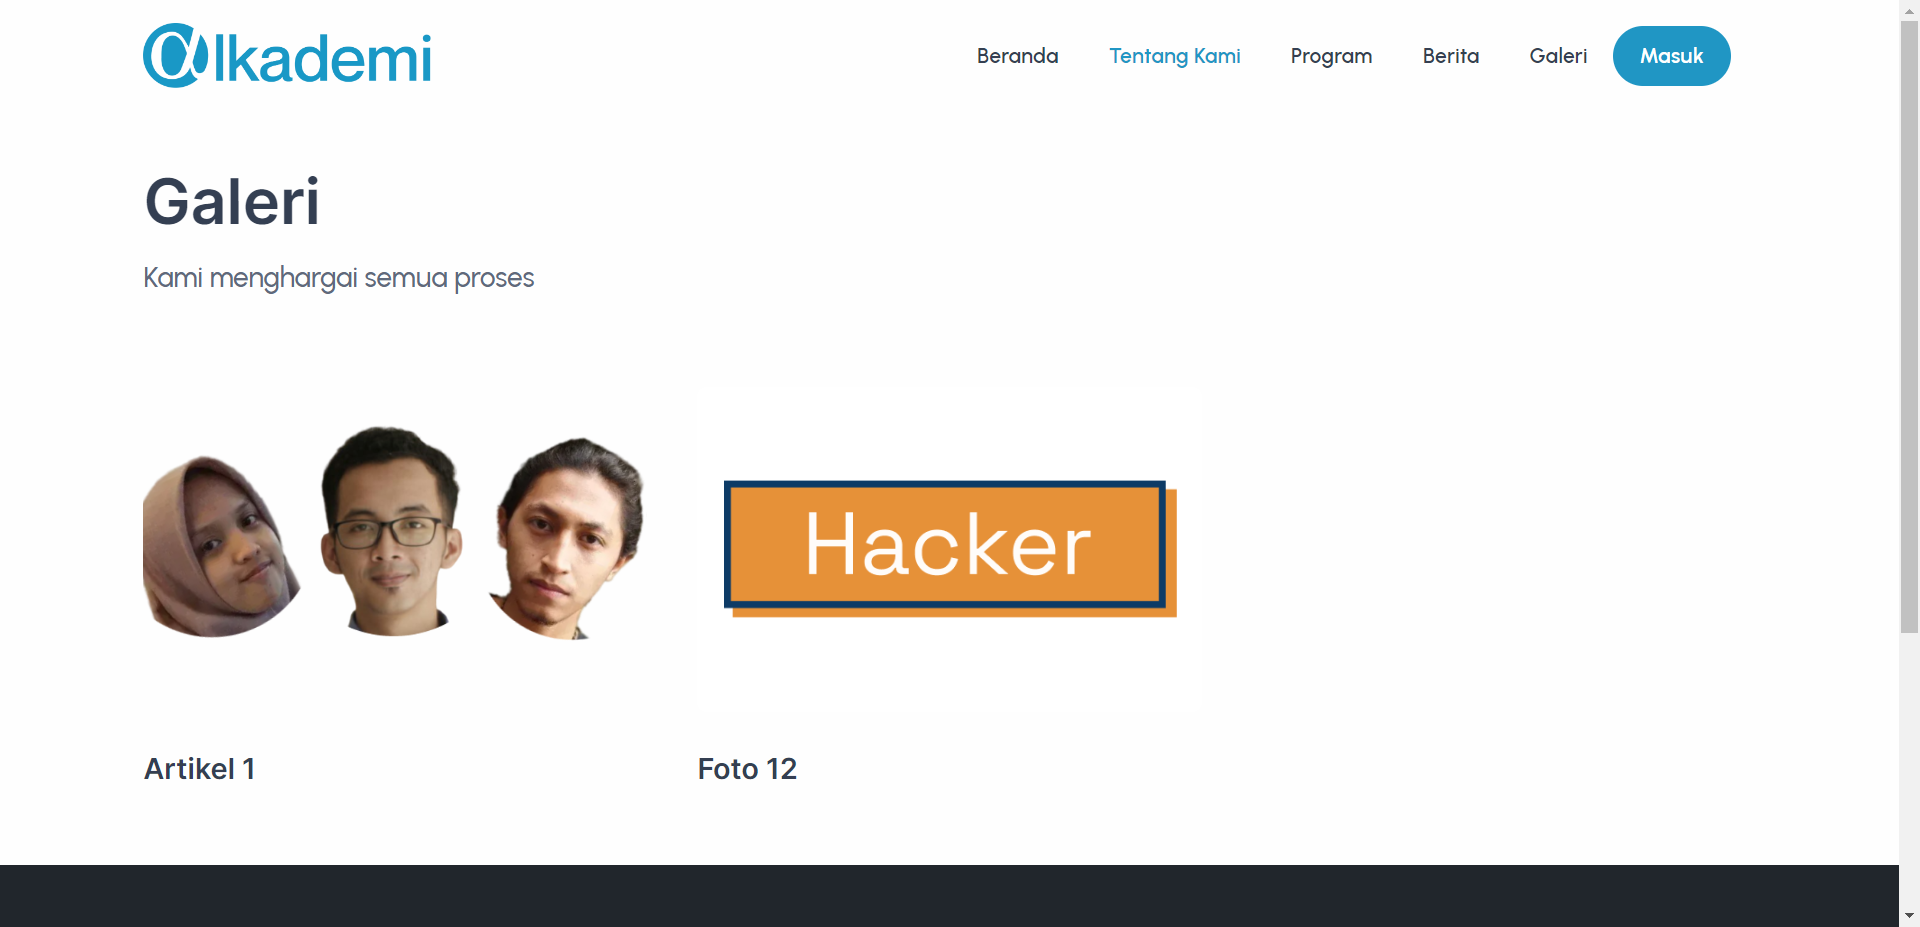 @lkademi
Beranda Tentang Kami Program Berita Galeri Masuk
Galeri
Kami menghargai semua proses
Hacker
Artikel 1 Foto 12